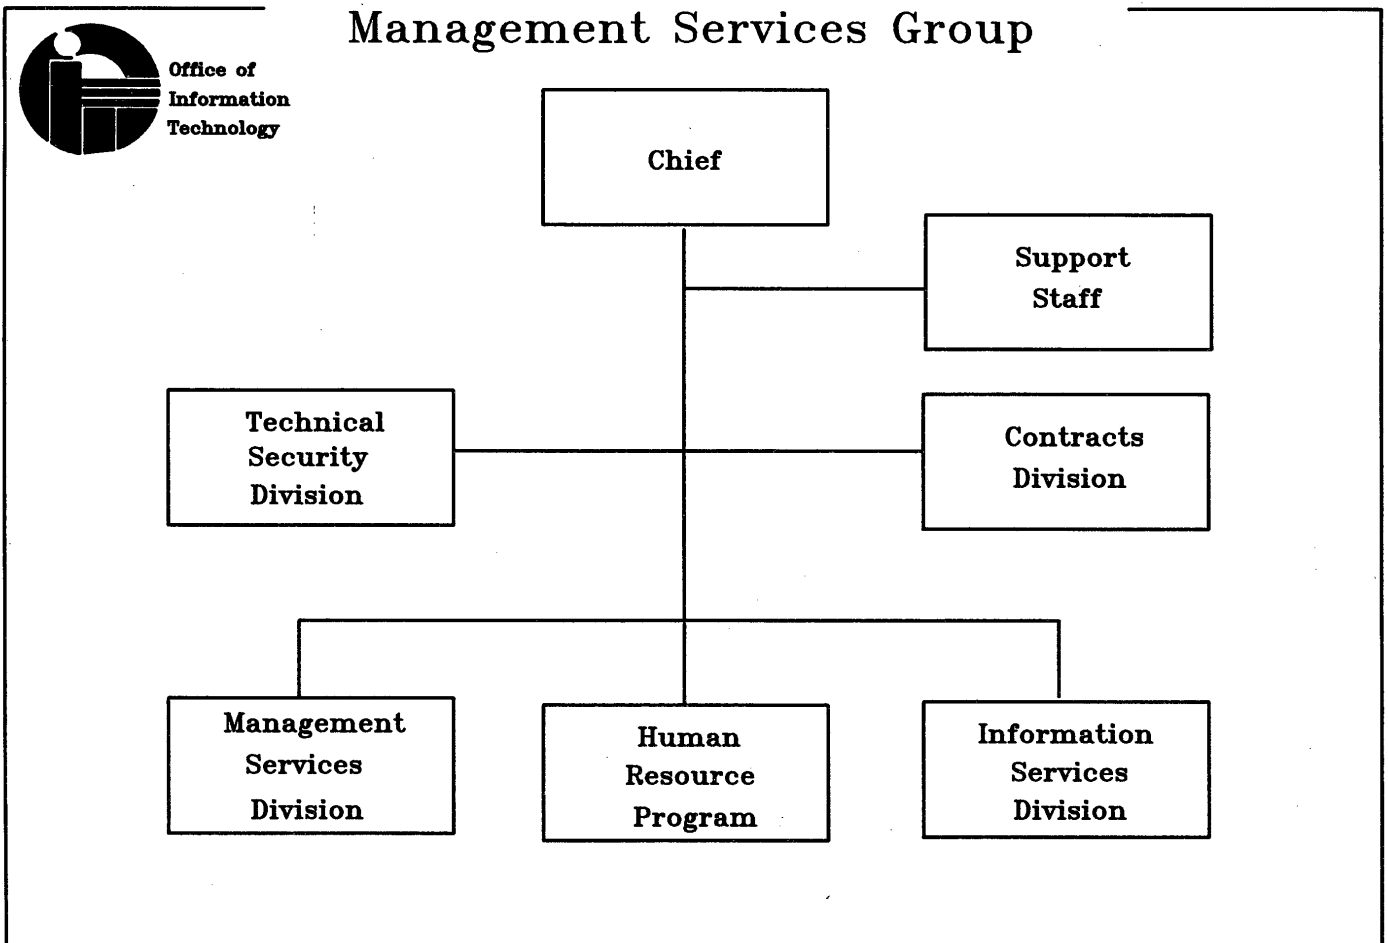 Management Services Group
Office of
Information
Technology
Chief
Support
Staff
Technical
Security
Division
Contracts
Division
Management
Services
Division
Human
Resource
Program
Information
Services
Division